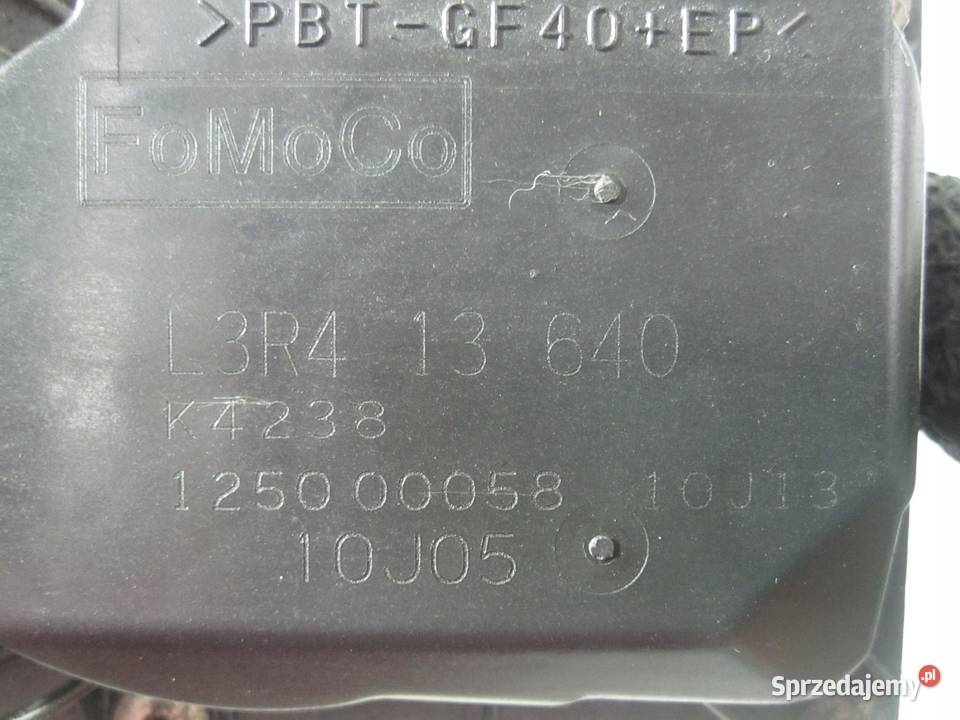 >PBT-GF40+EP<
FoMoCo
L3R4 13 640
K4238
125000058 10J13
10J05
Sprzedajemy.pl